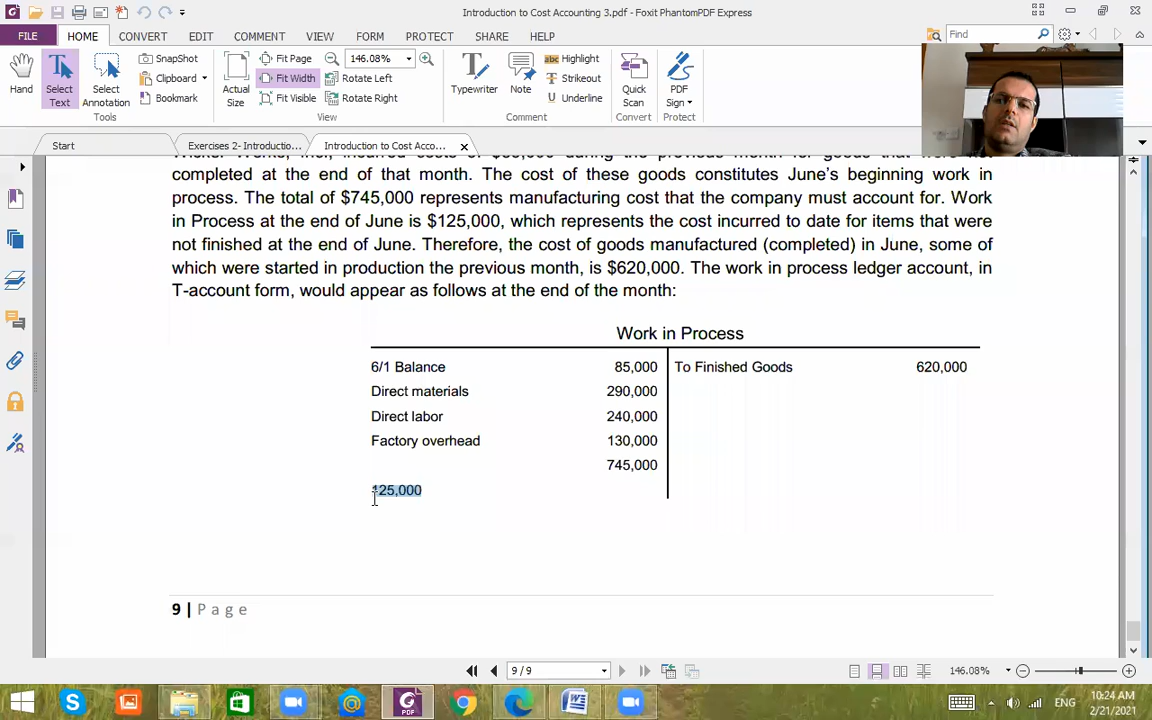 Introduction to Cost Accounting 3.pdf - Foxit PhantomPDF Express
FILE HOME CONVERT EDIT COMMENT VIEW FORM PROTECT SHARE HELP Find
SnapShot Fit Page 146.08% Highlight
Clipboard Fit Width Rotate Left Strikeout
Bookmark Fit Visible Rotate Right Underline
Hand Select Text Select Annotation Actual Size Typewriter Note Quick Scan PDF Sign
Tools View Comment Convert Protect
Start Exercises 2- Introductio... Introduction to Cost Acco...
during the previous month for goods that were
completed at the end of that month. The cost of these goods constitutes June's beginning work in
process. The total of $745,000 represents manufacturing cost that the company must account for. Work
in Process at the end of June is $125,000, which represents the cost incurred to date for items that were
not finished at the end of June. Therefore, the cost of goods manufactured (completed) in June, some of
which were started in production the previous month, is $620,000. The work in process ledger account, in
T-account form, would appear as follows at the end of the month:
Work in Process
6/1 Balance 85,000 To Finished Goods 620,000
Direct materials 290,000
Direct labor 240,000
Factory overhead 130,000
745,000
125,000
9 | Page
9 / 9 146.08%
PDF W ENG 10:24 AM
2/21/2021